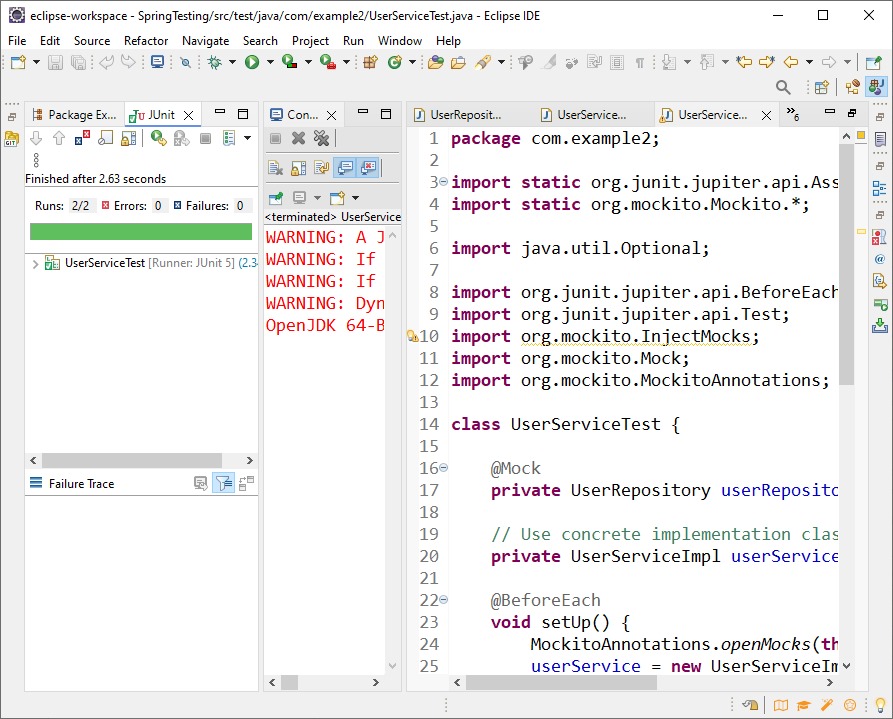 eclipse-workspace - SpringTesting/src/test/java/com/example2/UserServiceTest.java - Eclipse IDE
File Edit Source Refactor Navigate Search Project Run Window Help
Package Ex... JUnit
Finished after 2.63 seconds
Runs: 2/2 Errors: 0 Failures: 0
UserServiceTest [Runner: JUnit 5] (2.3
Failure Trace
Con...
<terminated> UserService
WARNING: A J
WARNING: If
WARNING: If
WARNING: Dyn
OpenJDK 64-B
UserReposit... UserService... UserService... 6
1 package com.example2;
2
3 import static org.junit.jupiter.api.Ass
4 import static org.mockito.Mockito.*;
5
6 import java.util.Optional;
7
8 import org.junit.jupiter.api.BeforeEach
9 import org.junit.jupiter.api.Test;
10 import org.mockito.InjectMocks;
11 import org.mockito.Mock;
12 import org.mockito.MockitoAnnotations;
13
14 class UserServiceTest {
15
16 @Mock
17 private UserRepository userReposito
18
19 // Use concrete implementation clas
20 private UserServiceImpl userService
21
22 @BeforeEach
23 void setUp() {
24 MockitoAnnotations.openMocks(th
25 userService = new UserServiceIm